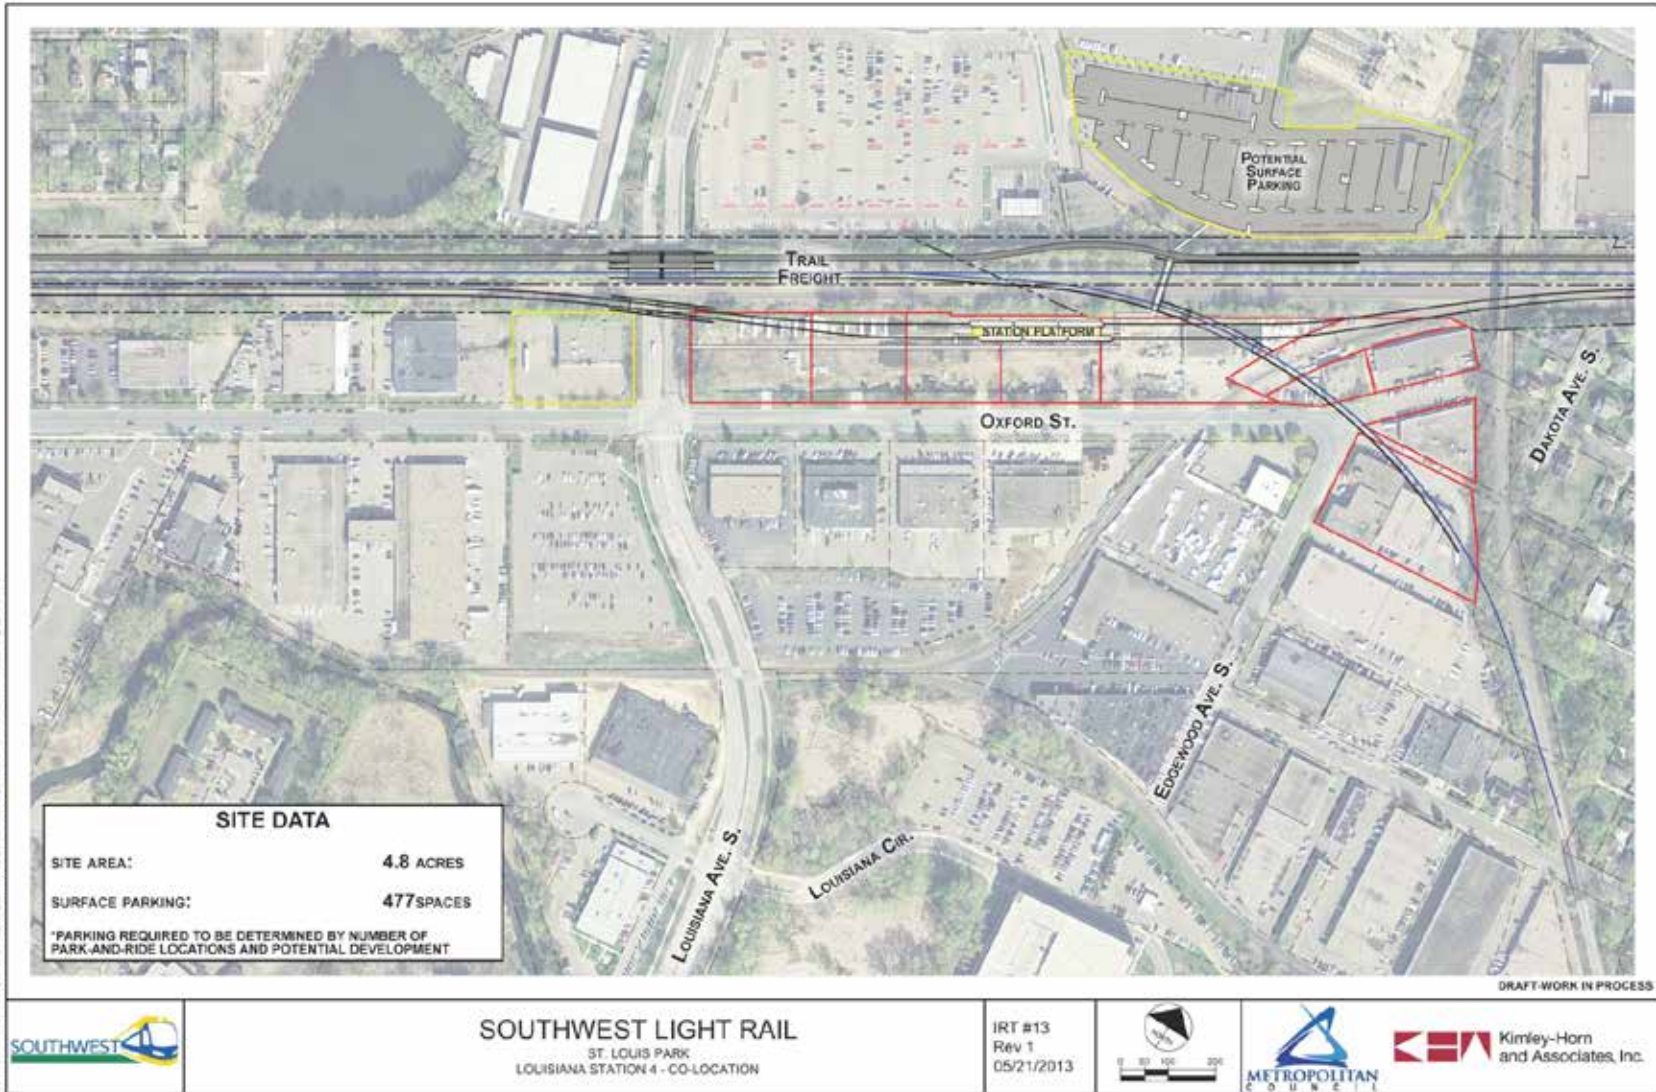 POTENTIAL
SURFACE
PARKING
TRAIL
FREIGHT
STATION PLATFORM
OXFORD ST.
DAKOTA AVE. S.
EDGEWOOD AVE. S.
LOUISIANA CIR.
LOUISIANA AVE. S.
SITE DATA
SITE AREA: 4.8 ACRES
SURFACE PARKING: 477SPACES
*PARKING REQUIRED TO BE DETERMINED BY NUMBER OF
PARK-AND-RIDE LOCATIONS AND POTENTIAL DEVELOPMENT
DRAFT-WORK IN PROCESS
SOUTHWEST
SOUTHWEST LIGHT RAIL
ST. LOUIS PARK
LOUISIANA STATION 4 - CO-LOCATION
IRT #13
Rev 1
05/21/2013
NORTH
0 50 100 200
METROPOLITAN
COUNCIL
Kimley-Horn
and Associates, Inc.